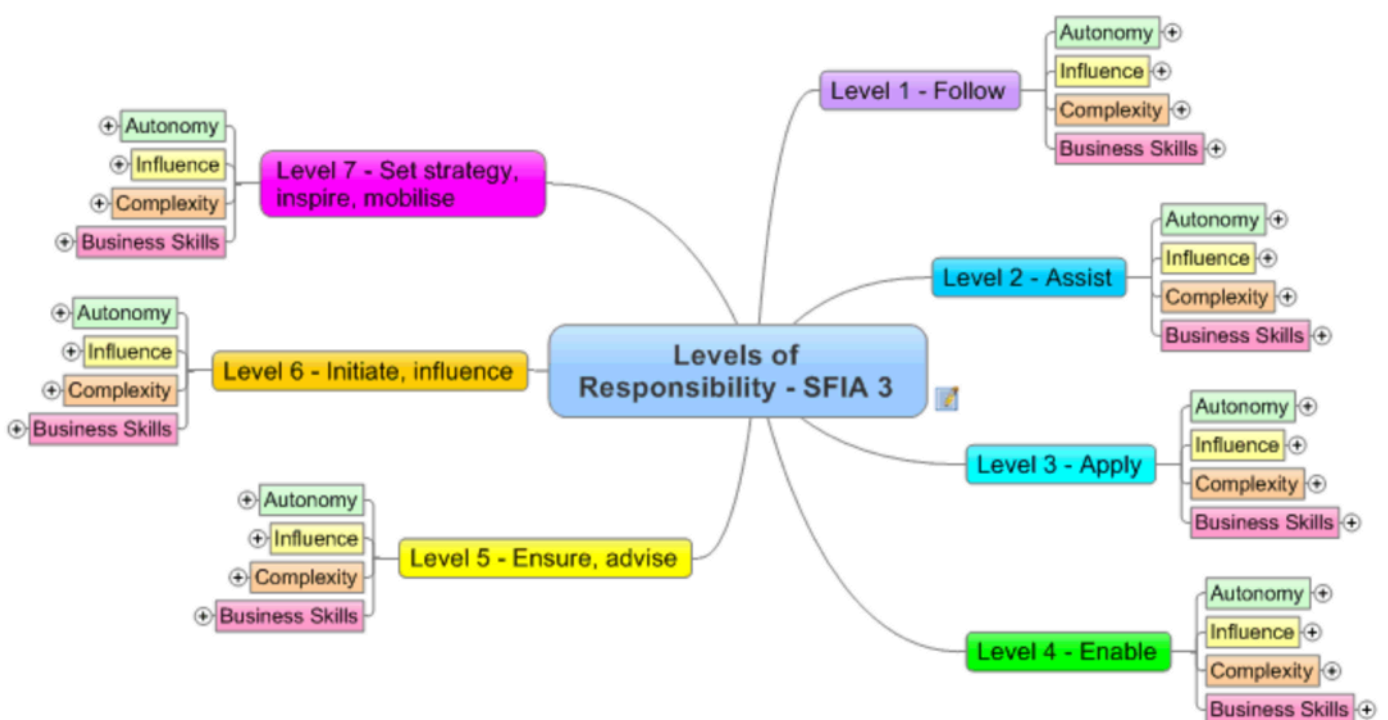 Levels of
Responsibility - SFIA 3
Level 1 - Follow
Autonomy
Influence
Complexity
Business Skills
Level 2 - Assist
Autonomy
Influence
Complexity
Business Skills
Level 3 - Apply
Autonomy
Influence
Complexity
Business Skills
Level 4 - Enable
Autonomy
Influence
Complexity
Business Skills
Level 5 - Ensure, advise
Autonomy
Influence
Complexity
Business Skills
Level 6 - Initiate, influence
Autonomy
Influence
Complexity
Business Skills
Level 7 - Set strategy,
inspire, mobilise
Autonomy
Influence
Complexity
Business Skills